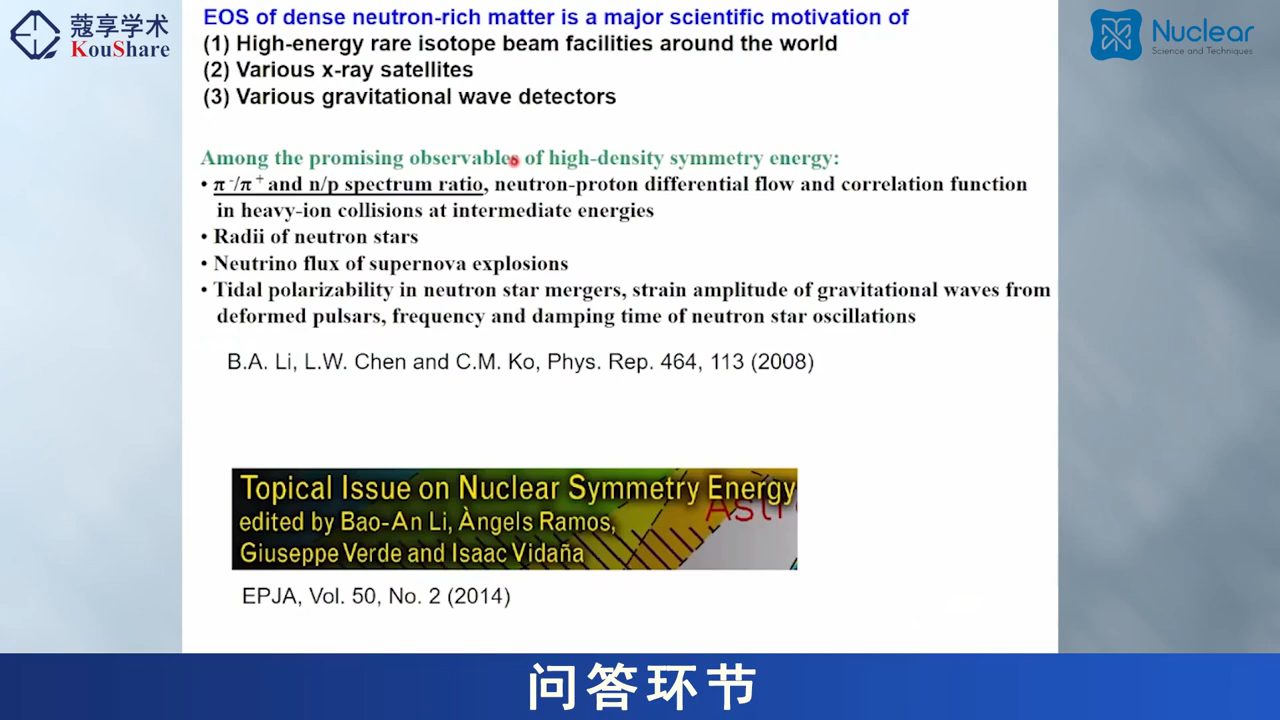 蔻享学术
KouShare
Nuclear
Science and Techniques
EOS of dense neutron-rich matter is a major scientific motivation of
(1) High-energy rare isotope beam facilities around the world
(2) Various x-ray satellites
(3) Various gravitational wave detectors
Among the promising observables of high-density symmetry energy:
• π⁻/π⁺ and n/p spectrum ratio, neutron-proton differential flow and correlation function
in heavy-ion collisions at intermediate energies
• Radii of neutron stars
• Neutrino flux of supernova explosions
• Tidal polarizability in neutron star mergers, strain amplitude of gravitational waves from
deformed pulsars, frequency and damping time of neutron star oscillations
B.A. Li, L.W. Chen and C.M. Ko, Phys. Rep. 464, 113 (2008)
Topical Issue on Nuclear Symmetry Energy
edited by Bao-An Li, Àngels Ramos,
Giuseppe Verde and Isaac Vidaña
EPJA, Vol. 50, No. 2 (2014)
问答环节